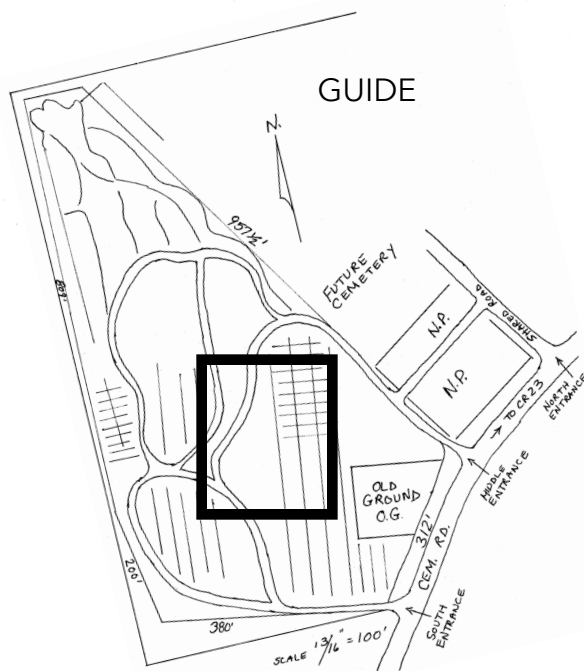 GUIDE
N.
957½'
FUTURE
CEMETERY
N.P.
SHARED ROAD
N.P.
NORTH
ENTRANCE
→ TO CR23
809'
MIDDLE
ENTRANCE
OLD
GROUND
O.G.
312'
CEM. RD.
200'
380'
SOUTH
ENTRANCE
SCALE 13/16" = 100'